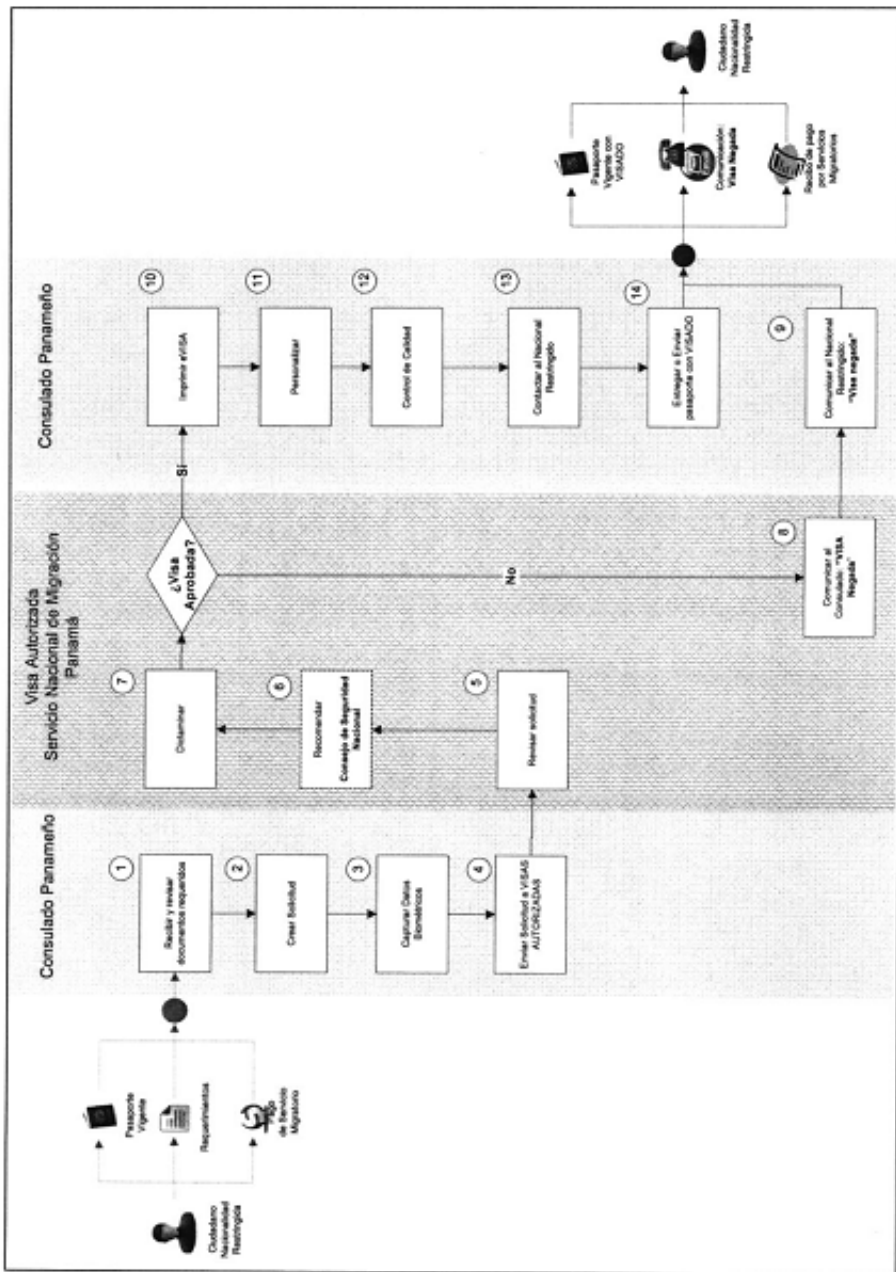 Ciudadano
Nacionalidad
Restringida
Pasaporte
Vigente
Requerimientos
Pago
de Servicio
Migratorio
Consulado Panameño
1
Recibir y revisar
documentos requeridos
2
Crear Solicitud
3
Capturar Datos
Biométricos
4
Enviar Solicitud a VISAS
AUTORIZADAS
Visa Autorizada
Servicio Nacional de Migración
Panamá
5
Revisar solicitud
6
Recomendar
Consejo de Seguridad
Nacional
7
Dictaminar
¿Visa
Aprobada?
Sí
No
8
Comunicar al
Consulado: "VISA
Negada"
Consulado Panameño
9
Comunicar al Nacional
Restringido:
"Visa negada"
10
Imprimir eVISA
11
Personalizar
12
Control de Calidad
13
Contactar al Nacional
Restringido
14
Entregar o Enviar
pasaporte con VISADO
Pasaporte
Vigente con
VISADO
Comunicación:
Visa Negada
Recibo de pago
por Servicios
Migratorios
Ciudadano
Nacionalidad
Restringida